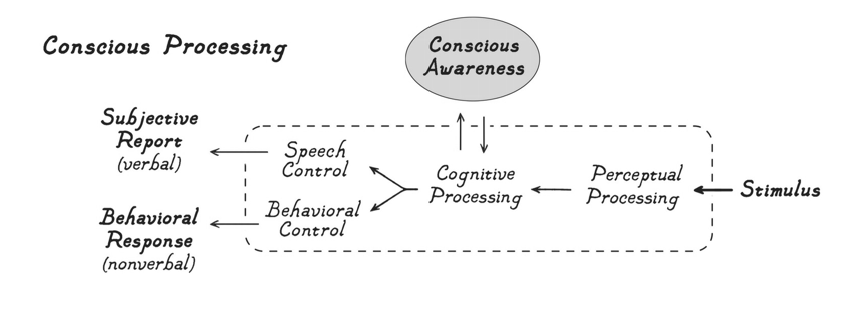 Conscious Processing
Conscious
Awareness
Subjective
Report
(verbal)
Speech
Control
Cognitive
Processing
Perceptual
Processing
Stimulus
Behavioral
Response
(nonverbal)
Behavioral
Control